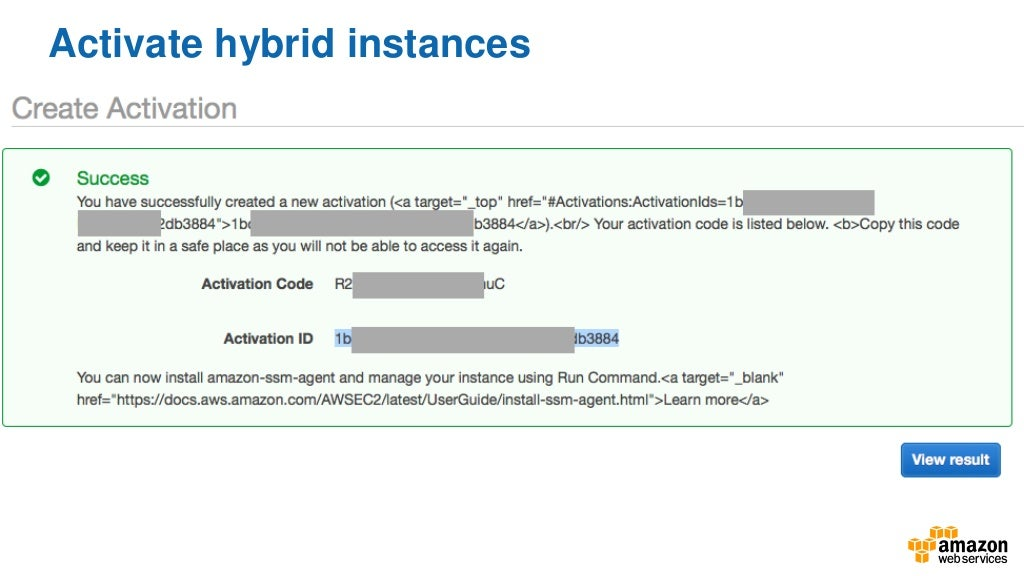 Activate hybrid instances
Create Activation
Success
You have successfully created a new activation (<a target="_top" href="#Activations:ActivationIds=1b
2db3884">1b b3884</a>).<br/> Your activation code is listed below. <b>Copy this code
and keep it in a safe place as you will not be able to access it again.
Activation Code R2 uC
Activation ID 1b db3884
You can now install amazon-ssm-agent and manage your instance using Run Command.<a target="_blank"
href="https://docs.aws.amazon.com/AWSEC2/latest/UserGuide/install-ssm-agent.html">Learn more</a>
View result
amazon
web services